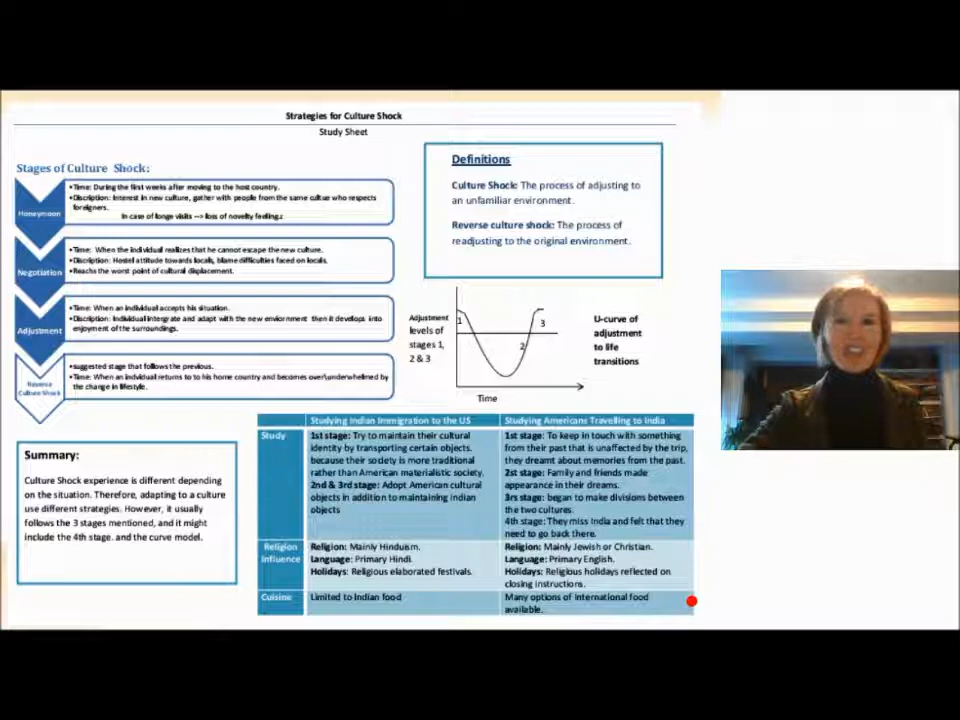 Strategies for Culture Shock
Study Sheet
Stages of Culture Shock:
Honeymoon
•Time: During the first weeks after moving to the host country.
•Discription: Interest in new culture, gather with people from the same culture who respects
foreigners.
In case of longe visits --> loss of novelty feeling.
Negotiation
•Time: When the individual realizes that he cannot escape the new culture.
•Discription: Hostel attitude towards locals, blame difficulties faced on locals.
•Reachs the worst point of cultural displacement.
Adjustment
•Time: When an individual accepts his situation.
•Discription: Individual intergrate and adapt with the new enviornment then it develops into
enjoyment of the surroundings.
Reverse
Culture Shock
•suggested stage that follows the previous.
•Time: When an individual returns to to his home country and becomes over\underwhelmed by
the change in lifestyle.
Definitions
Culture Shock: The process of adjusting to
an unfamiliar environment.
Reverse culture shock: The process of
readjusting to the original environment.
Adjustment
levels of
stages 1,
2 & 3
1
2
3
Time
U-curve of
adjustment
to life
transitions
Summary:
Culture Shock experience is different depending
on the situation. Therefore, adapting to a culture
use different strategies. However, it usually
follows the 3 stages mentioned, and it might
include the 4th stage. and the curve model.
Studying Indian Immigration to the US
Studying Americans Travelling to India
Study
1st stage: Try to maintain their cultural
identity by transporting certain objects.
because their society is more traditional
rather than American materialistic society.
2nd & 3rd stage: Adopt American cultural
objects in addition to maintaining Indian
objects
1st stage: To keep in touch with something
from their past that is unaffected by the trip,
they dreamt about memories from the past.
2st stage: Family and friends made
appearance in their dreams.
3rs stage: began to make divisions between
the two cultures.
4th stage: They miss India and felt that they
need to go back there.
Religion
Influence
Religion: Mainly Hinduism.
Language: Primary Hindi.
Holidays: Religious elaborated festivals.
Religion: Mainly Jewish or Christian.
Language: Primary English.
Holidays: Religious holidays reflected on
closing instructions.
Cuisine
Limited to Indian food
Many options of international food
available.